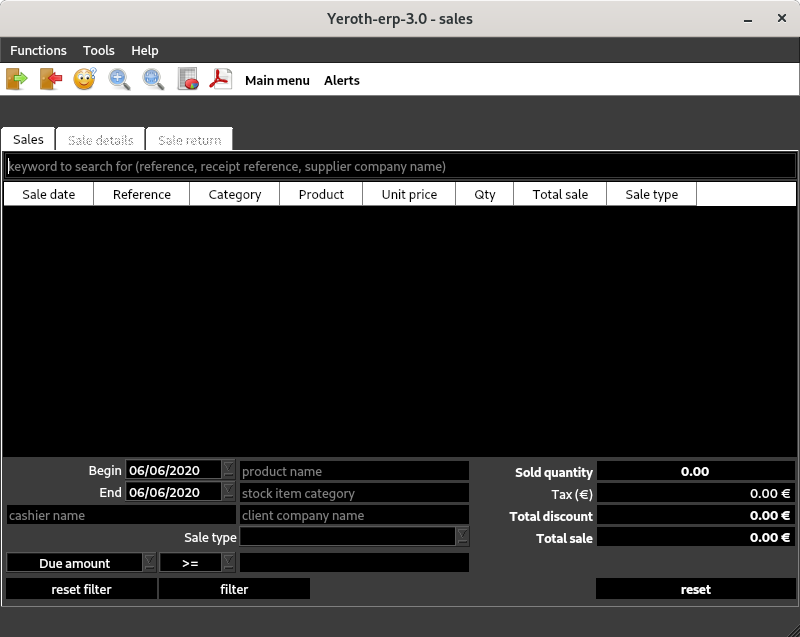 Yeroth-erp-3.0 - sales
Functions Tools Help
Main menu Alerts
Sales Sale details Sale return
keyword to search for (reference, receipt reference, supplier company name)
Sale date Reference Category Product Unit price Qty Total sale Sale type
Begin 06/06/2020 product name Sold quantity 0.00
End 06/06/2020 stock item category Tax (€) 0.00 €
cashier name client company name Total discount 0.00 €
Sale type Total sale 0.00 €
Due amount >=
reset filter filter reset